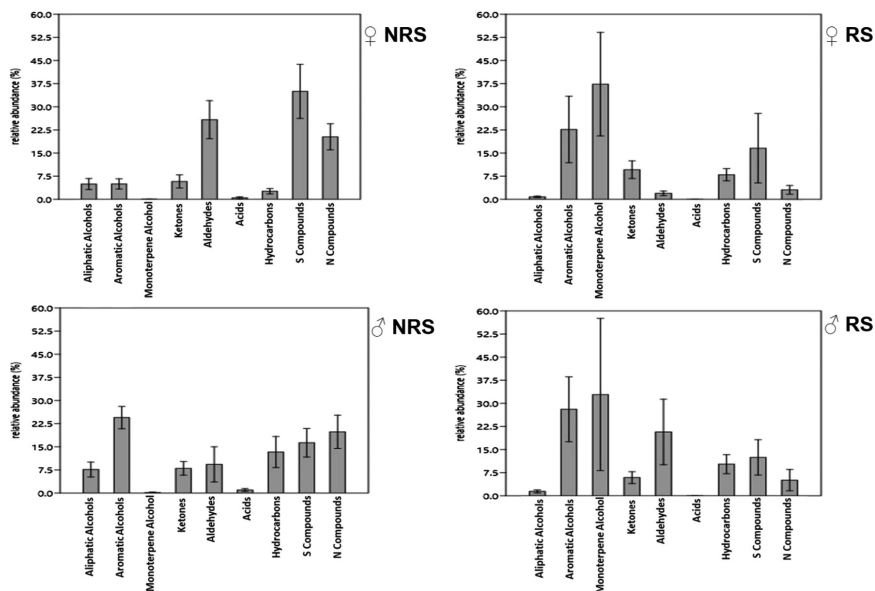 ♀ NRS
relative abundance (%)
60.0
52.5
45.0
37.5
30.0
22.5
15.0
7.5
0.0
Aliphatic Alcohols
Aromatic Alcohols
Monoterpene Alcohol
Ketones
Aldehydes
Acids
Hydrocarbons
S Compounds
N Compounds
♀ RS
relative abundance (%)
60.0
52.5
45.0
37.5
30.0
22.5
15.0
7.5
0.0
Aliphatic Alcohols
Aromatic Alcohols
Monoterpene Alcohol
Ketones
Aldehydes
Acids
Hydrocarbons
S Compounds
N Compounds
♂ NRS
relative abundance (%)
60.0
52.5
45.0
37.5
30.0
22.5
15.0
7.5
0.0
Aliphatic Alcohols
Aromatic Alcohols
Monoterpene Alcohol
Ketones
Aldehydes
Acids
Hydrocarbons
S Compounds
N Compounds
♂ RS
relative abundance (%)
60.0
52.5
45.0
37.5
30.0
22.5
15.0
7.5
0.0
Aliphatic Alcohols
Aromatic Alcohols
Monoterpene Alcohol
Ketones
Aldehydes
Acids
Hydrocarbons
S Compounds
N Compounds